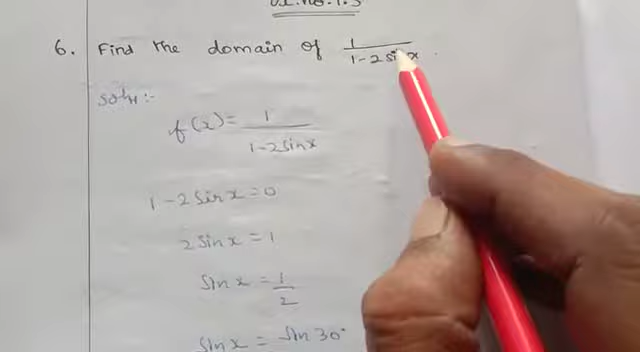 6. Find the domain of 1/1-2sinx.
Soln:-
f(x) = 1/1-2sinx
1-2sinx=0
2sinx=1
sinx = 1/2
sinx = sin30°